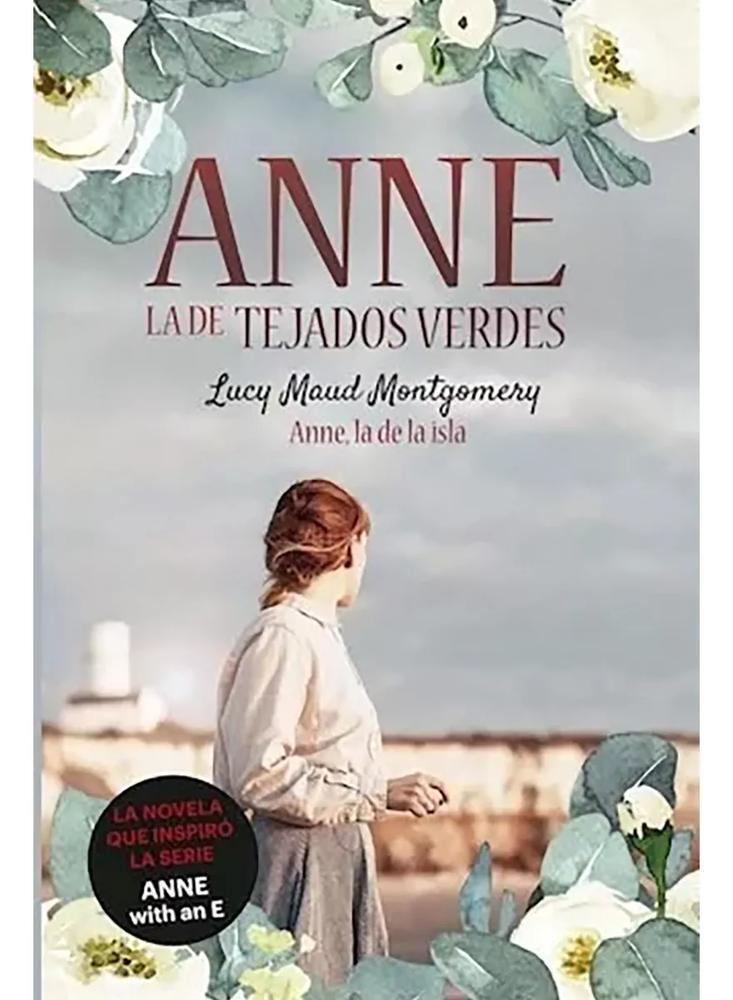 ANNE
LA DE TEJADOS VERDES
Lucy Maud Montgomery
Anne, la de la isla
LA NOVELA
QUE INSPIRÓ
LA SERIE
ANNE
with an E